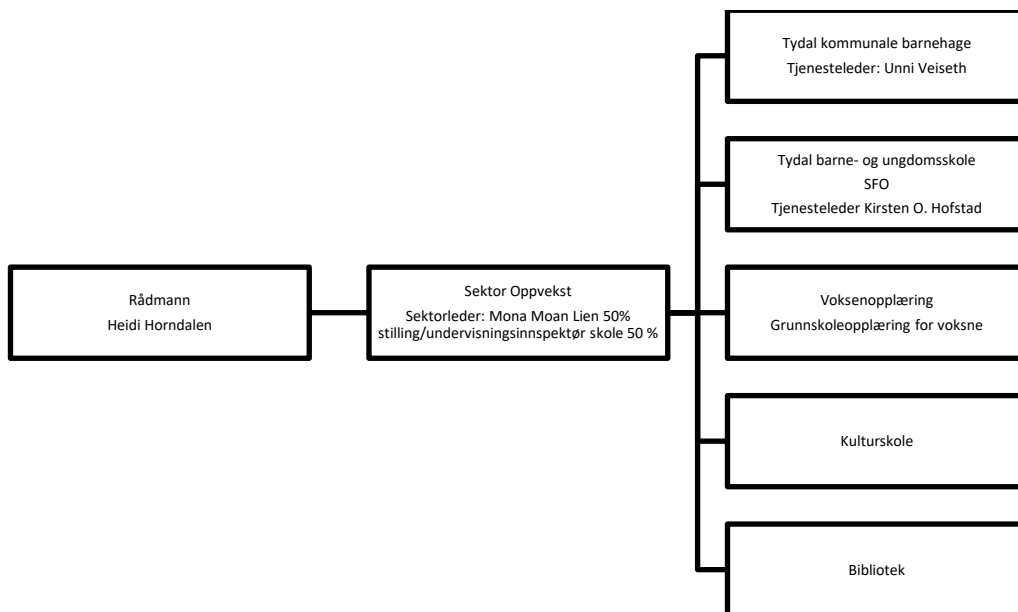 Rådmann
Heidi Horndalen
Sektor Oppvekst
Sektorleder: Mona Moan Lien 50%
stilling/undervisningsinnspektør skole 50 %
Tydal kommunale barnehage
Tjenesteleder: Unni Veiseth
Tydal barne- og ungdomsskole
SFO
Tjenesteleder Kirsten O. Hofstad
Voksenopplæring
Grunnskoleopplæring for voksne
Kulturskole
Bibliotek